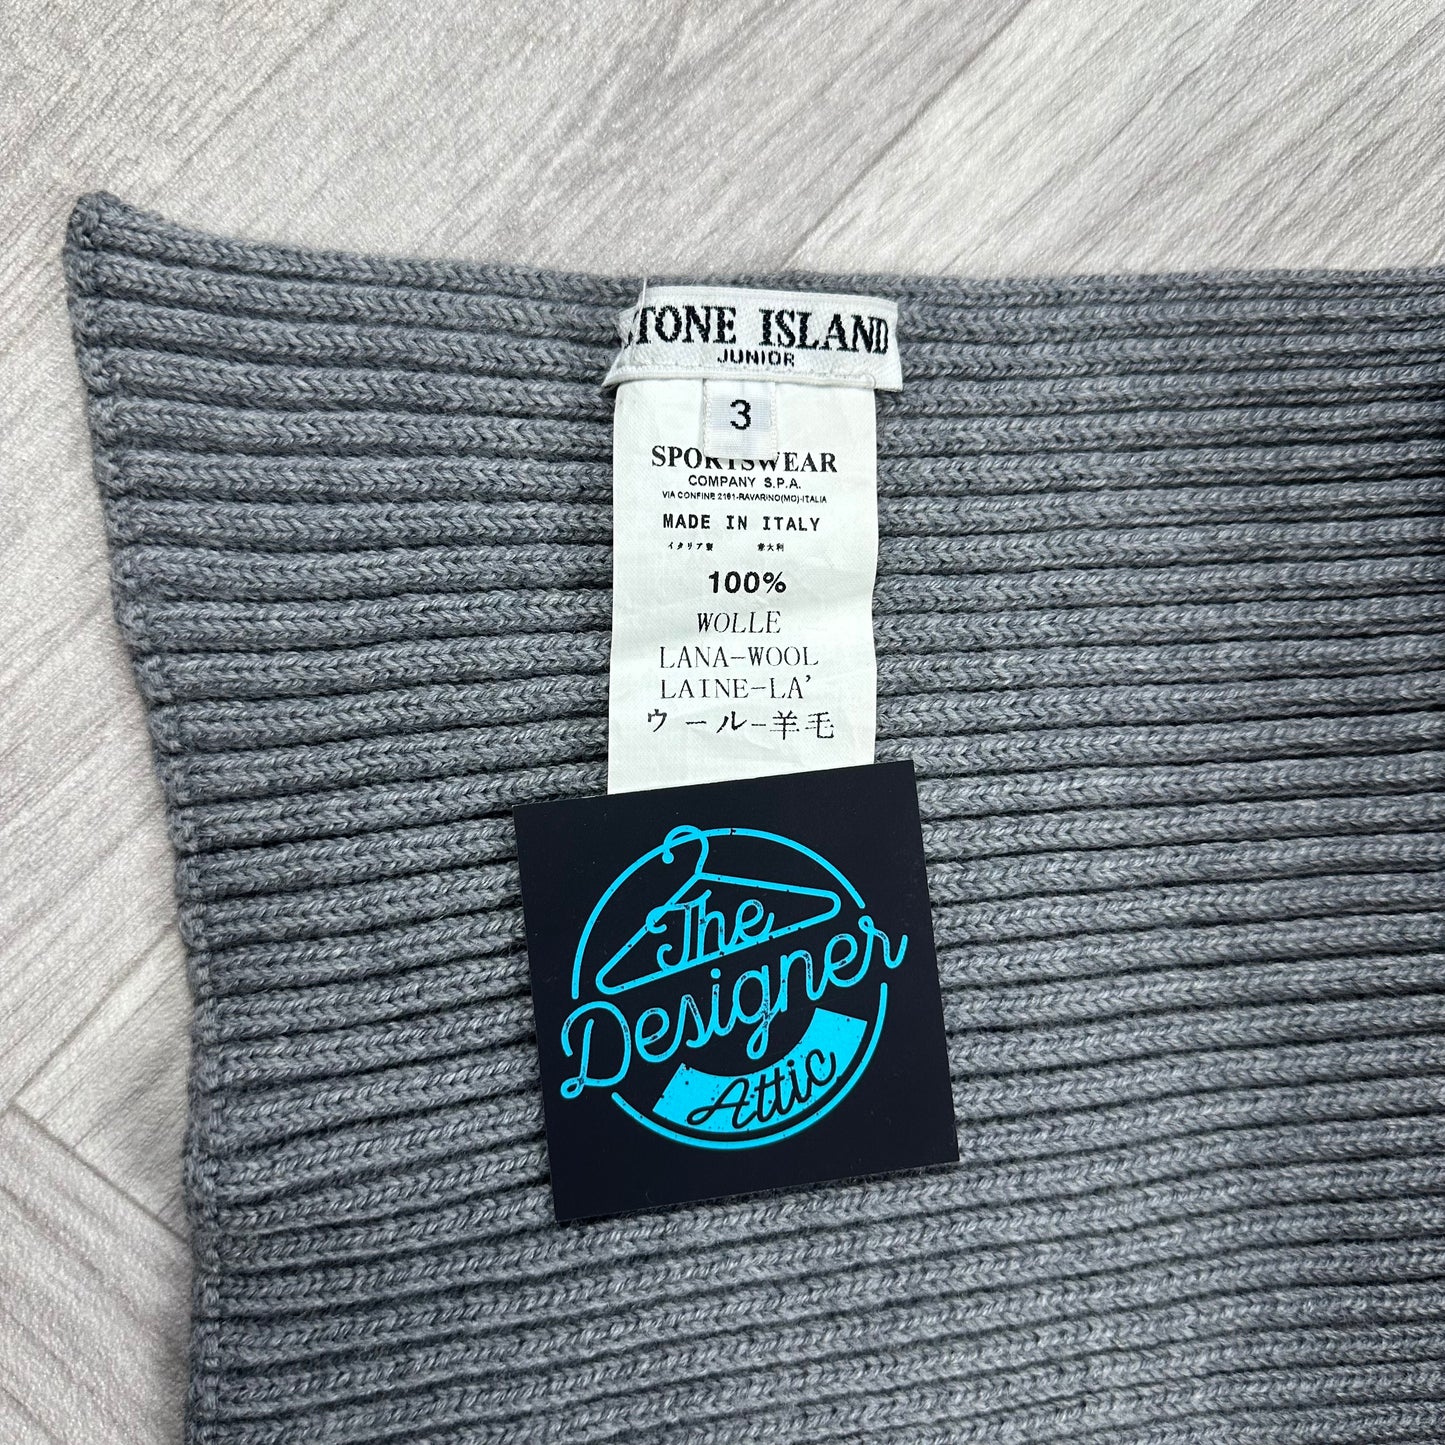 STONE ISLAND
JUNIOR
3
SPORTSWEAR
COMPANY S.P.A.
VIA CONFINE 2161-RAVARINO(MO)-ITALIA
MADE IN ITALY
イタリア製 意大利
100%
WOLLE
LANA-WOOL
LAINE-LA'
ウール-羊毛
The
Designer
Attic